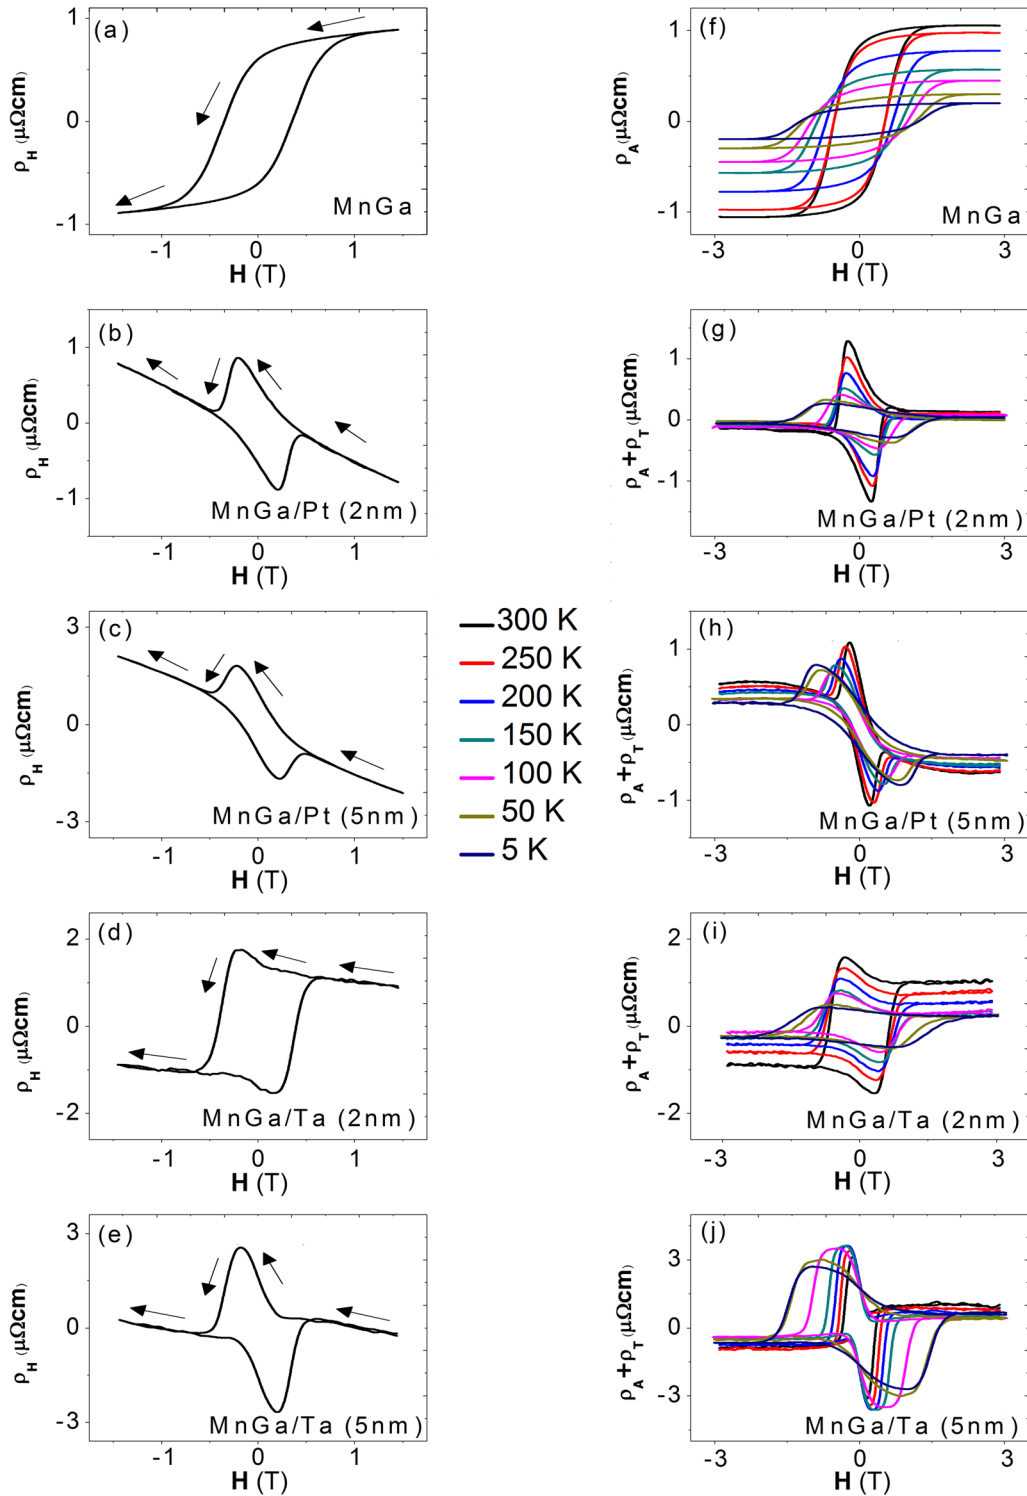 (a)
1
0
-1
ρH (μΩcm)
MnGa
-1 0 1
H (T)
(b)
1
0
-1
ρH (μΩcm)
MnGa/Pt (2nm)
-1 0 1
H (T)
(c)
3
0
-3
ρH (μΩcm)
MnGa/Pt (5nm)
-1 0 1
H (T)
(d)
2
0
-2
ρH (μΩcm)
MnGa/Ta (2nm)
-1 0 1
H (T)
(e)
3
0
-3
ρH (μΩcm)
MnGa/Ta (5nm)
-1 0 1
H (T)
300 K
250 K
200 K
150 K
100 K
50 K
5 K
(f)
1
0
-1
ρA (μΩcm)
MnGa
-3 0 3
H (T)
(g)
1
0
-1
ρA+ρT (μΩcm)
MnGa/Pt (2nm)
-3 0 3
H (T)
(h)
1
0
-1
ρA+ρT (μΩcm)
MnGa/Pt (5nm)
-3 0 3
H (T)
(i)
2
0
-2
ρA+ρT (μΩcm)
MnGa/Ta (2nm)
-3 0 3
H (T)
(j)
3
0
-3
ρA+ρT (μΩcm)
MnGa/Ta (5nm)
-3 0 3
H (T)